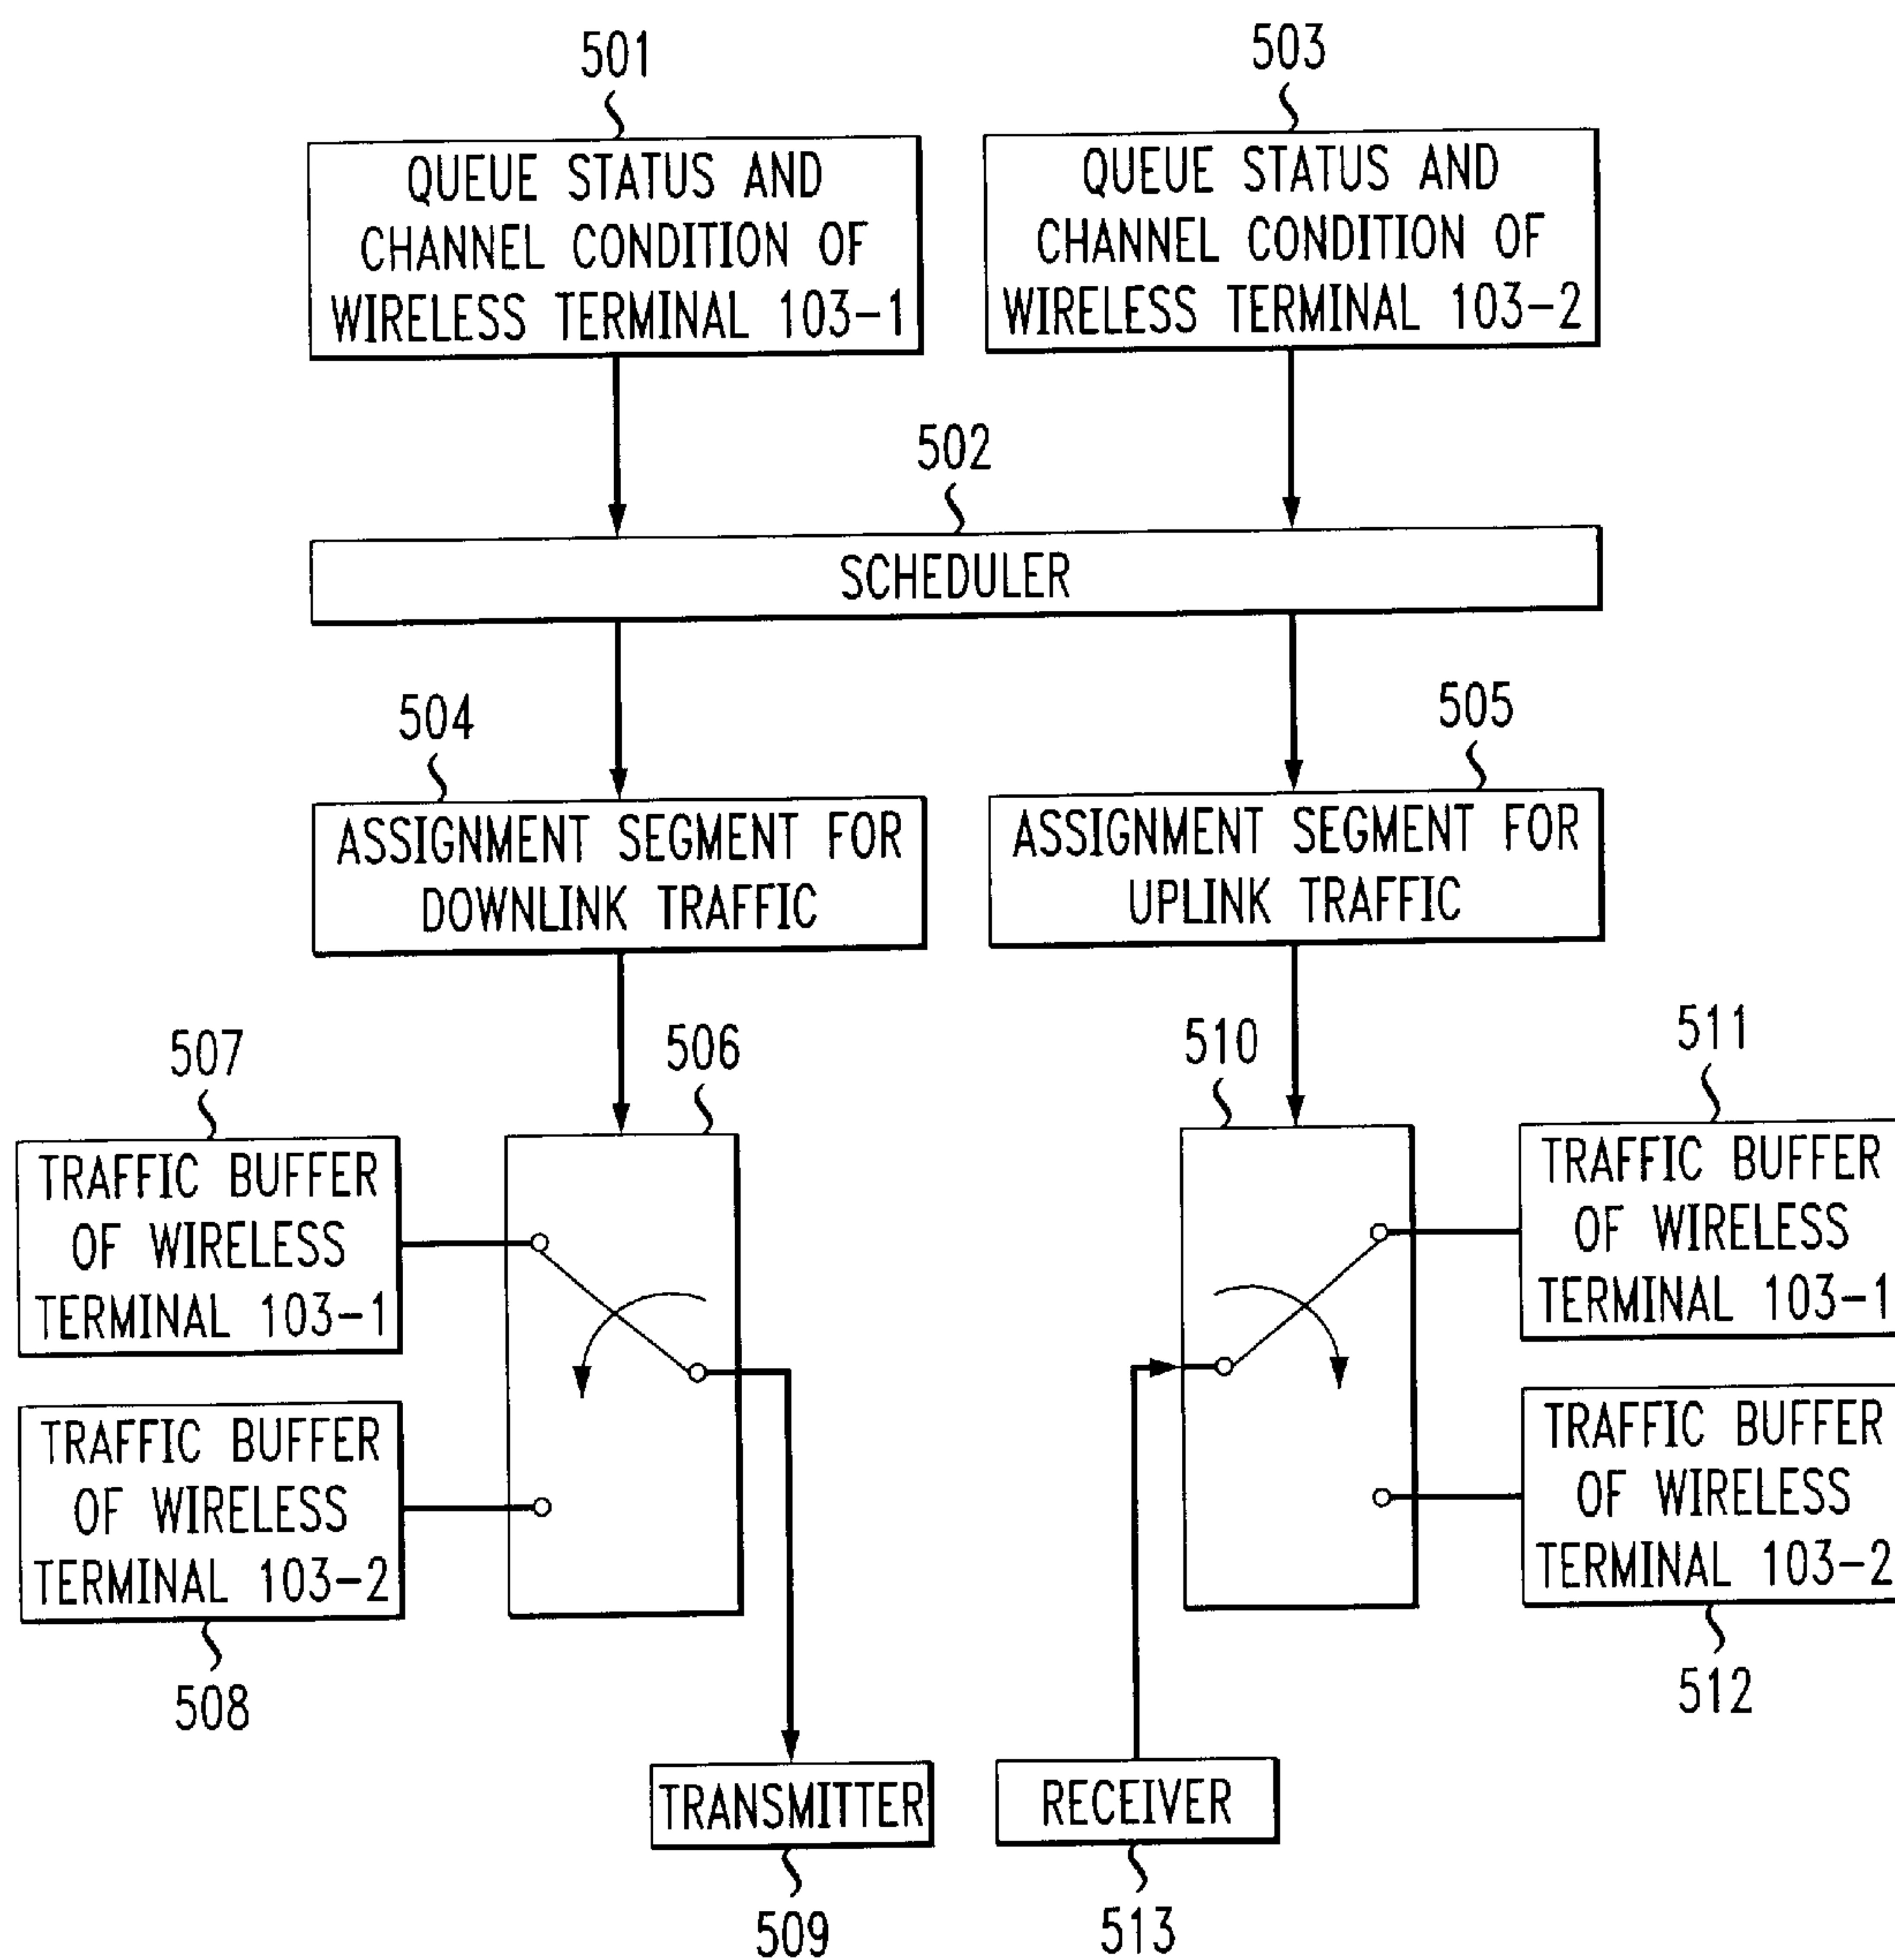 501
503
QUEUE STATUS AND
CHANNEL CONDITION OF
WIRELESS TERMINAL 103-1
QUEUE STATUS AND
CHANNEL CONDITION OF
WIRELESS TERMINAL 103-2
502
SCHEDULER
504
505
ASSIGNMENT SEGMENT FOR
DOWNLINK TRAFFIC
ASSIGNMENT SEGMENT FOR
UPLINK TRAFFIC
507
506
510
511
TRAFFIC BUFFER
OF WIRELESS
TERMINAL 103-1
TRAFFIC BUFFER
OF WIRELESS
TERMINAL 103-1
TRAFFIC BUFFER
OF WIRELESS
TERMINAL 103-2
TRAFFIC BUFFER
OF WIRELESS
TERMINAL 103-2
508
512
TRANSMITTER
RECEIVER
509
513